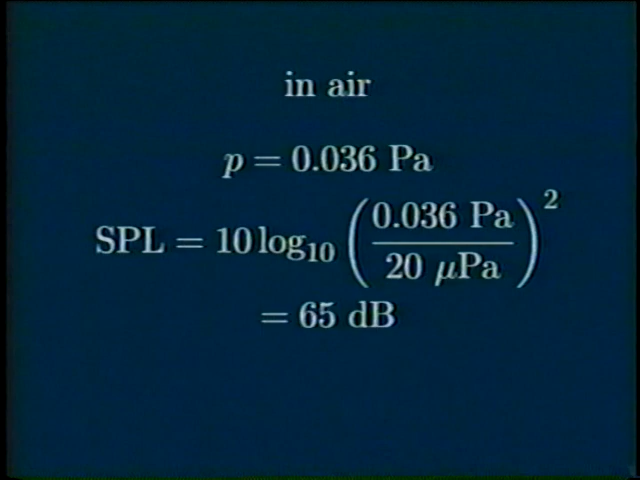 in air
p = 0.036 Pa
SPL = 10 log₁₀ (0.036 Pa / 20 μPa)²
= 65 dB